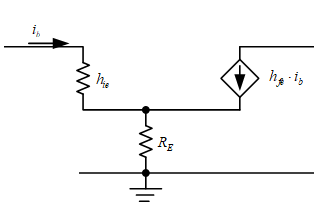 i_b
h_ie
h_fe · i_b
R_E